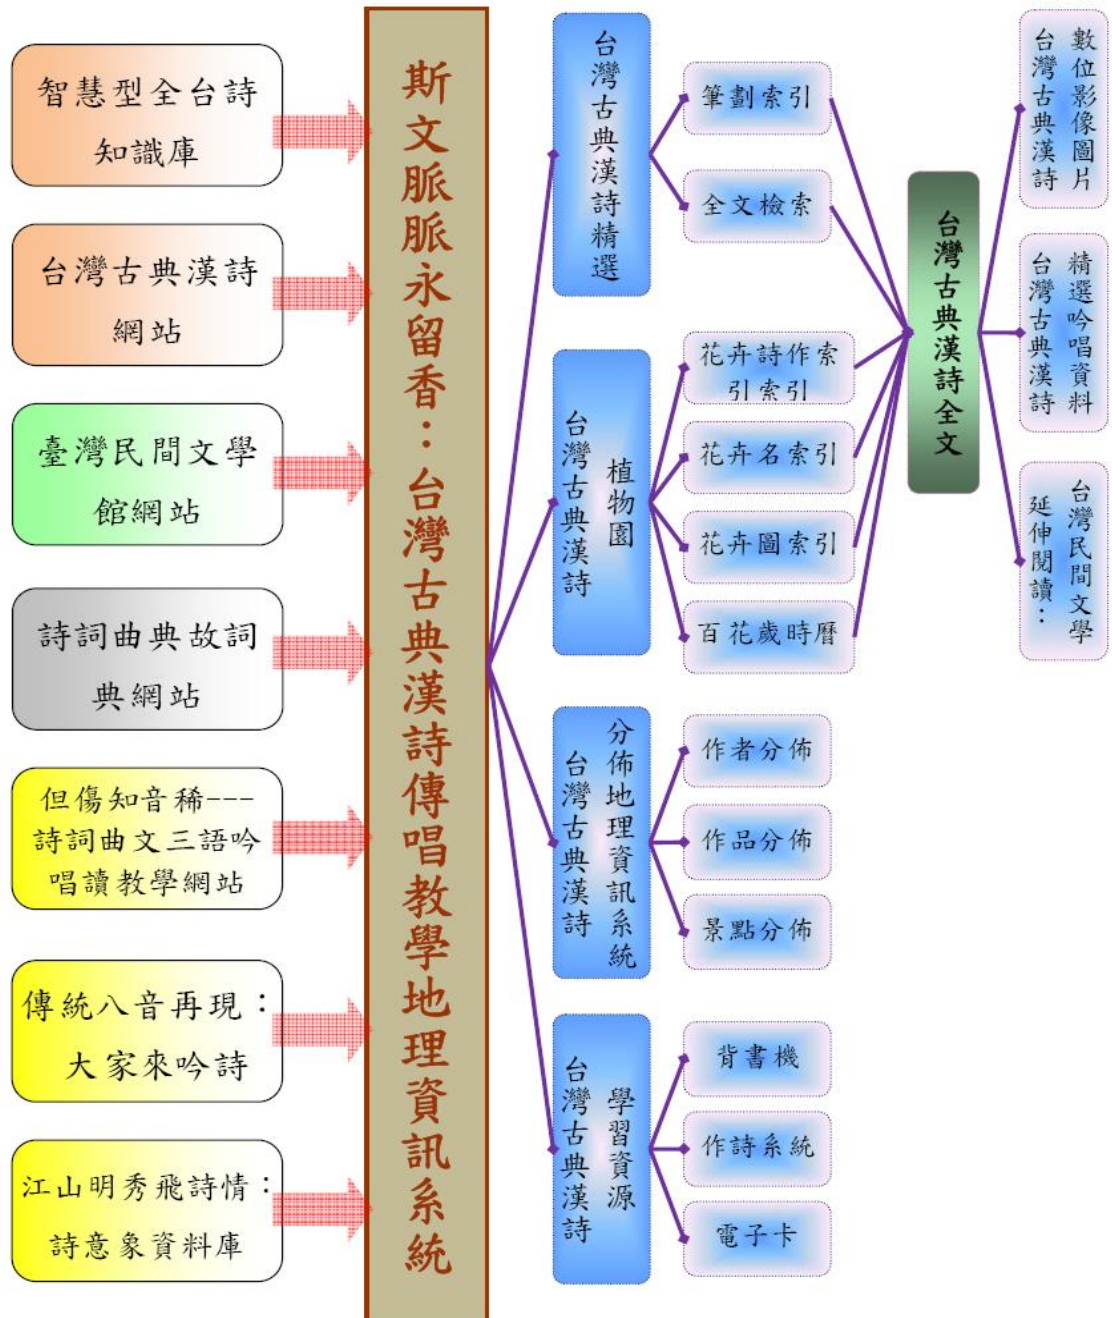 智慧型全台詩
知識庫
台灣古典漢詩
網站
臺灣民間文學
館網站
詩詞曲典故詞
典網站
但傷知音稀---
詩詞曲文三語吟
唱讀教學網站
傳統八音再現：
大家來吟詩
江山明秀飛詩情：
詩意象資料庫
斯文脈脈永留香：台灣古典漢詩傳唱教學地理資訊系統
台灣古典漢詩精選
筆劃索引
全文檢索
台灣古典漢詩
植物園
花卉詩作索
引索引
花卉名索引
花卉圖索引
百花歲時曆
台灣古典漢詩
分佈地理資訊系統
作者分佈
作品分佈
景點分佈
台灣古典漢詩
學習資源
背書機
作詩系統
電子卡
台灣古典漢詩全文
台灣古典漢詩
數位影像圖片
台灣古典漢詩
精選吟唱資料
延伸閱讀：
台灣民間文學